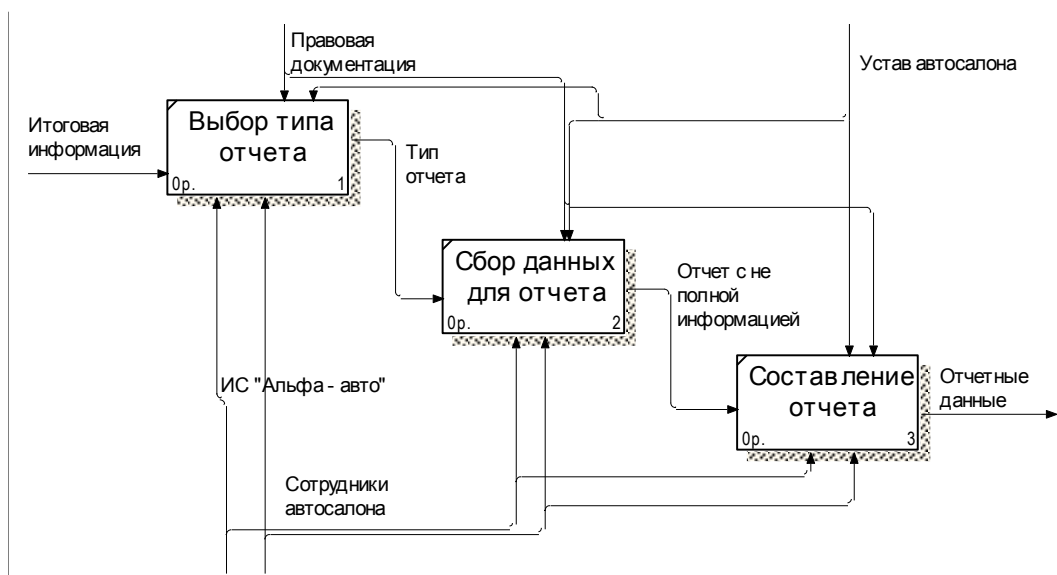 Правовая
документация
Устав автосалона
Итоговая
информация
Выбор типа
отчета
0р.
1
Тип
отчета
Сбор данных
для отчета
0р.
2
Отчет с не
полной
информацией
Составление
отчета
0р.
3
Отчетные
данные
ИС "Альфа - авто"
Сотрудники
автосалона